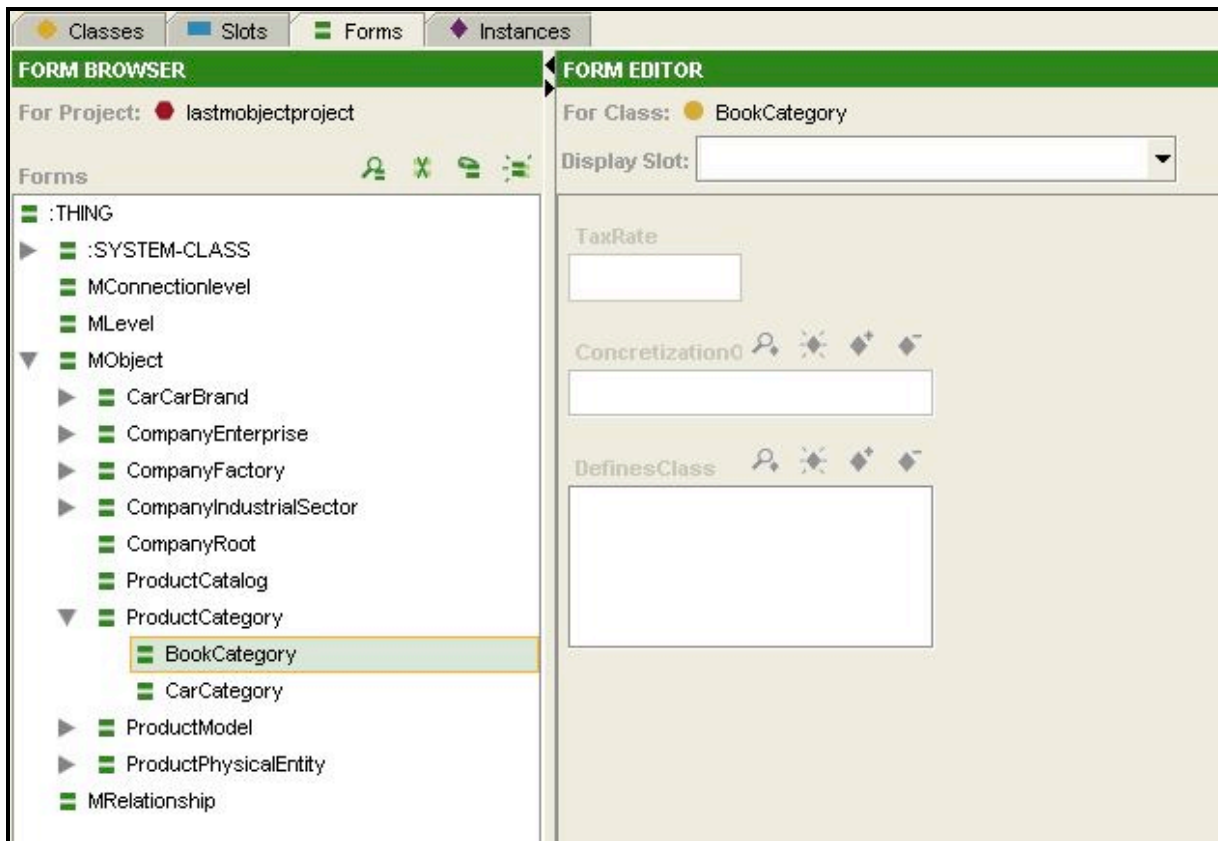 Classes Slots Forms Instances
FORM BROWSER
For Project: lastmobjectproject
Forms
:THING
:SYSTEM-CLASS
MConnectionlevel
MLevel
MObject
CarCarBrand
CompanyEnterprise
CompanyFactory
CompanyIndustrialSector
CompanyRoot
ProductCatalog
ProductCategory
BookCategory
CarCategory
ProductModel
ProductPhysicalEntity
MRelationship
FORM EDITOR
For Class: BookCategory
Display Slot:
TaxRate
ConcretizationO
DefinesClass